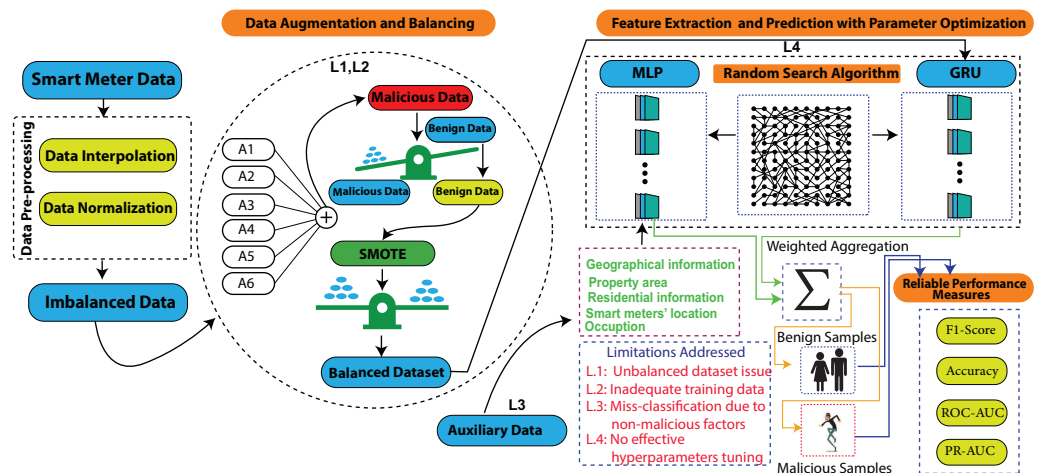 Data Augmentation and Balancing
Feature Extraction and Prediction with Parameter Optimization
Smart Meter Data
Data Pre-processing
Data Interpolation
Data Normalization
Imbalanced Data
L1,L2
Malicious Data
Benign Data
Malicious Data
Benign Data
A1
A2
A3
A4
A5
A6
SMOTE
Balanced Dataset
L3
Auxiliary Data
L4
MLP
Random Search Algorithm
GRU
Geographical information
Property area
Residential information
Smart meters' location
Occuption
Weighted Aggregation
Σ
Benign Samples
Malicious Samples
Limitations Addressed
L.1: Unbalanced dataset issue
L.2: Inadequate training data
L.3: Miss-classification due to
non-malicious factors
L.4: No effective
hyperparameters tuning
Reliable Performance
Measures
F1-Score
Accuracy
ROC-AUC
PR-AUC